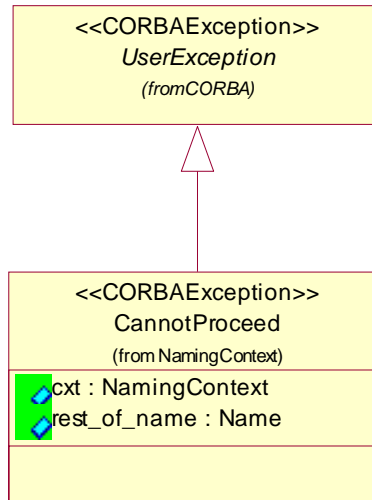 <<CORBAException>>
UserException
(fromCORBA)
<<CORBAException>>
CannotProceed
(from NamingContext)
cxt : NamingContext
rest_of_name : Name